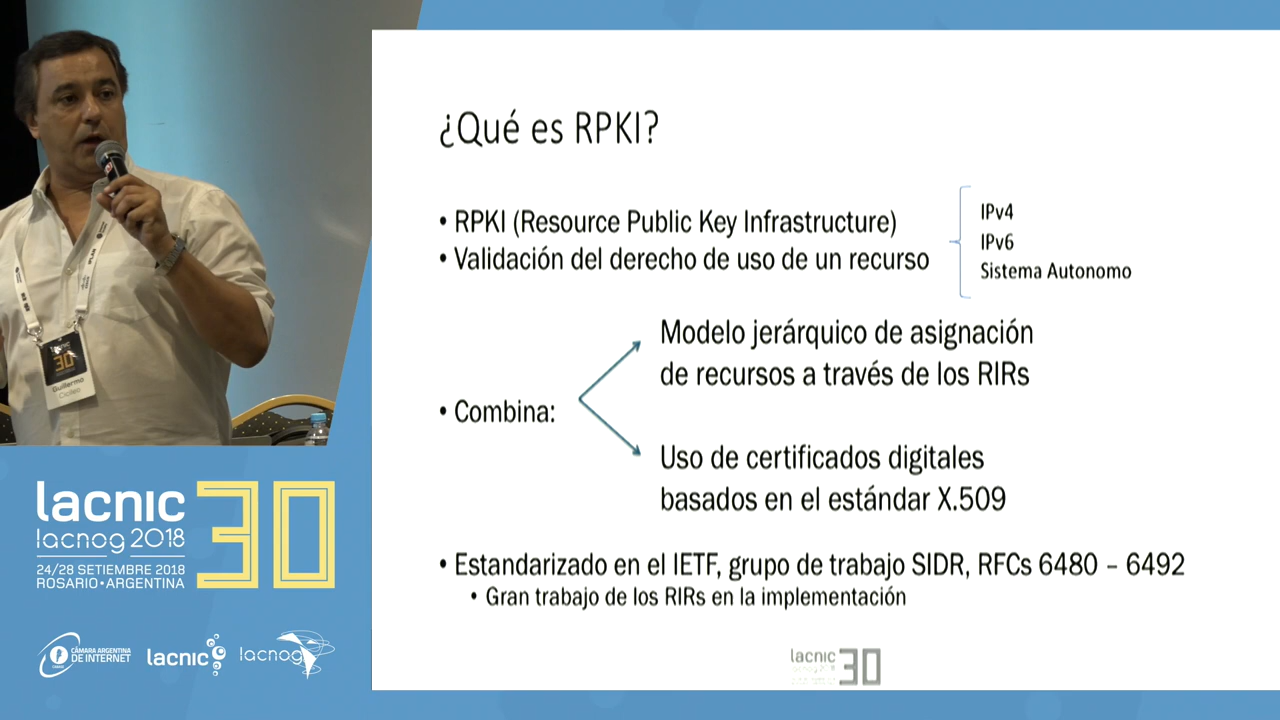 ¿Qué es RPKI?
• RPKI (Resource Public Key Infrastructure)
• Validación del derecho de uso de un recurso
IPv4
IPv6
Sistema Autonomo
• Combina:
Modelo jerárquico de asignación
de recursos a través de los RIRs
Uso de certificados digitales
basados en el estándar X.509
• Estandarizado en el IETF, grupo de trabajo SIDR, RFCs 6480 – 6492
• Gran trabajo de los RIRs en la implementación
lacnic 30
30
Guillermo
lacnic 30
lacnog 2018
24/28 SETIEMBRE 2018
ROSARIO • ARGENTINA
CÁMARA ARGENTINA
DE INTERNET
lacnic
lacnog